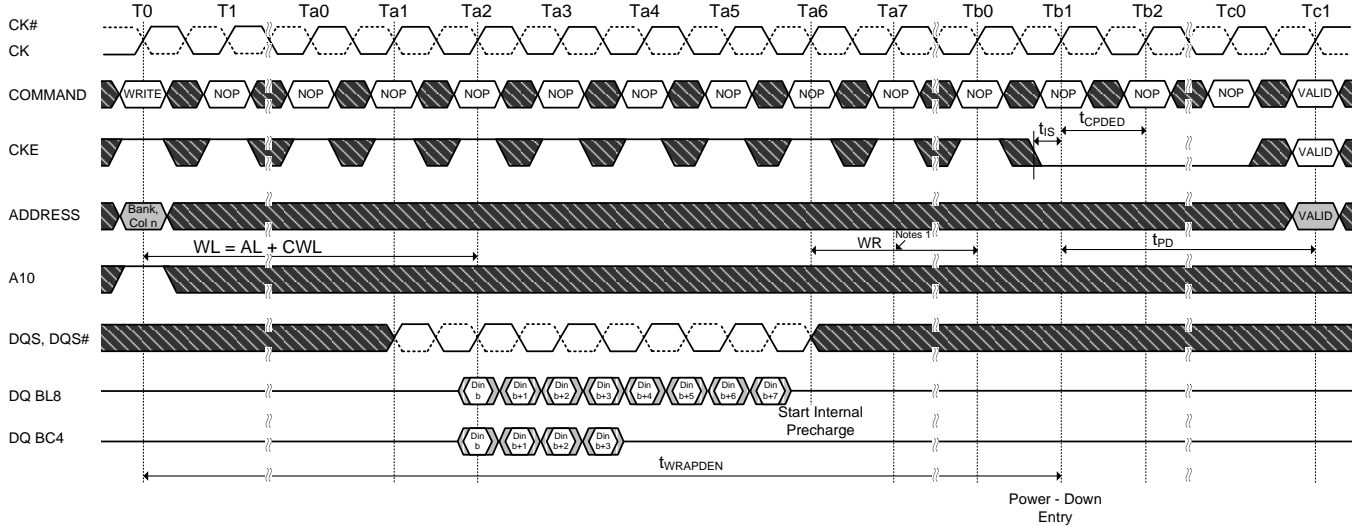 T0 T1 Ta0 Ta1 Ta2 Ta3 Ta4 Ta5 Ta6 Ta7 Tb0 Tb1 Tb2 Tc0 Tc1
CK#
CK
COMMAND WRITE NOP NOP NOP NOP NOP NOP NOP NOP NOP NOP NOP NOP NOP VALID
tIS tCPDED
CKE VALID
ADDRESS Bank, Col n VALID
WL = AL + CWL WR Notes 1 tPD
A10
DQS, DQS#
DQ BL8 Din b Din b+1 Din b+2 Din b+3 Din b+4 Din b+5 Din b+6 Din b+7
Start Internal
Precharge
DQ BC4 Din b Din b+1 Din b+2 Din b+3
tWRAPDEN
Power - Down
Entry